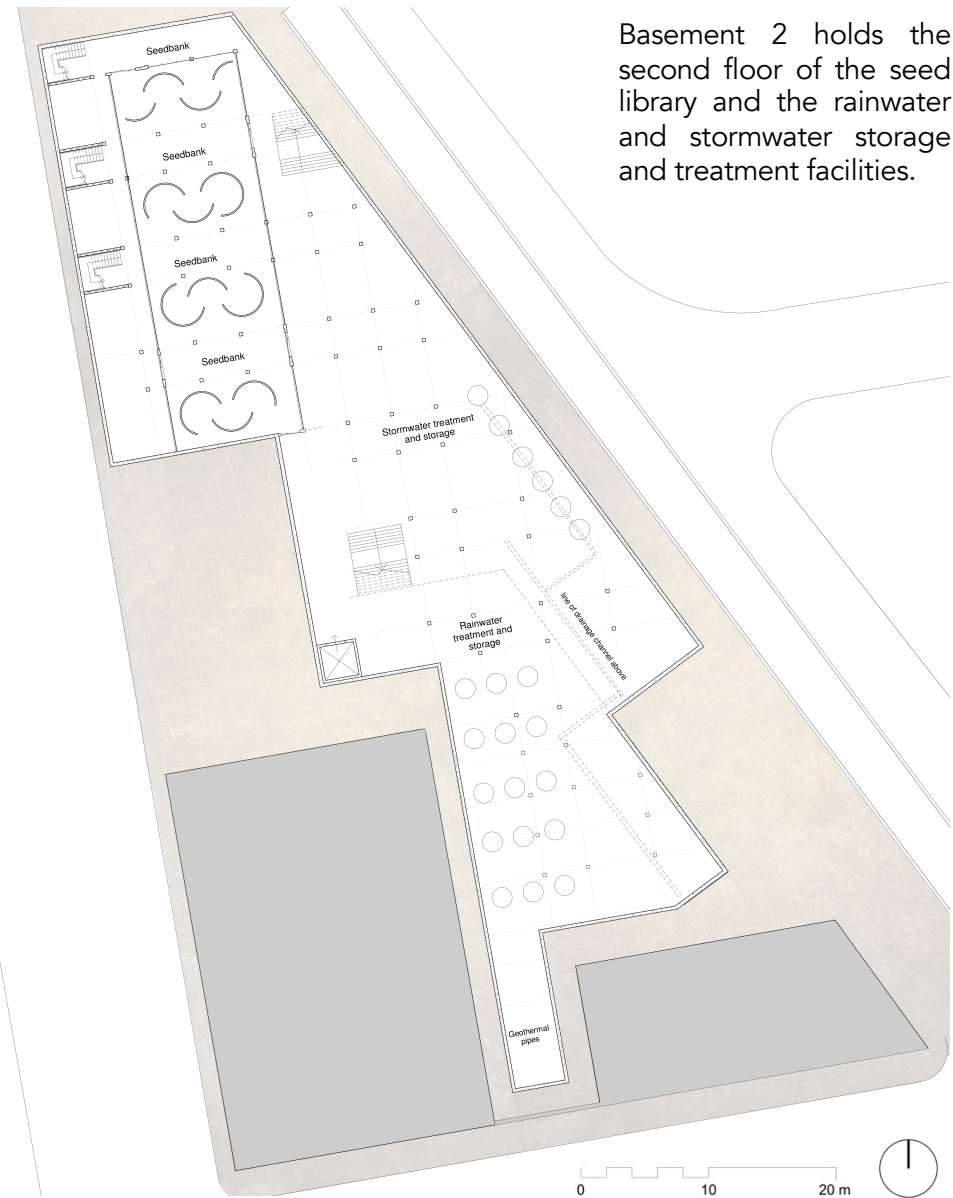 Basement 2 holds the
second floor of the seed
library and the rainwater
and stormwater storage
and treatment facilities.
Seedbank
Seedbank
Seedbank
Seedbank
Stormwater treatment
and storage
line of drainage channel above
Rainwater
treatment and
storage
Geothermal
pipes
0 10 20 m